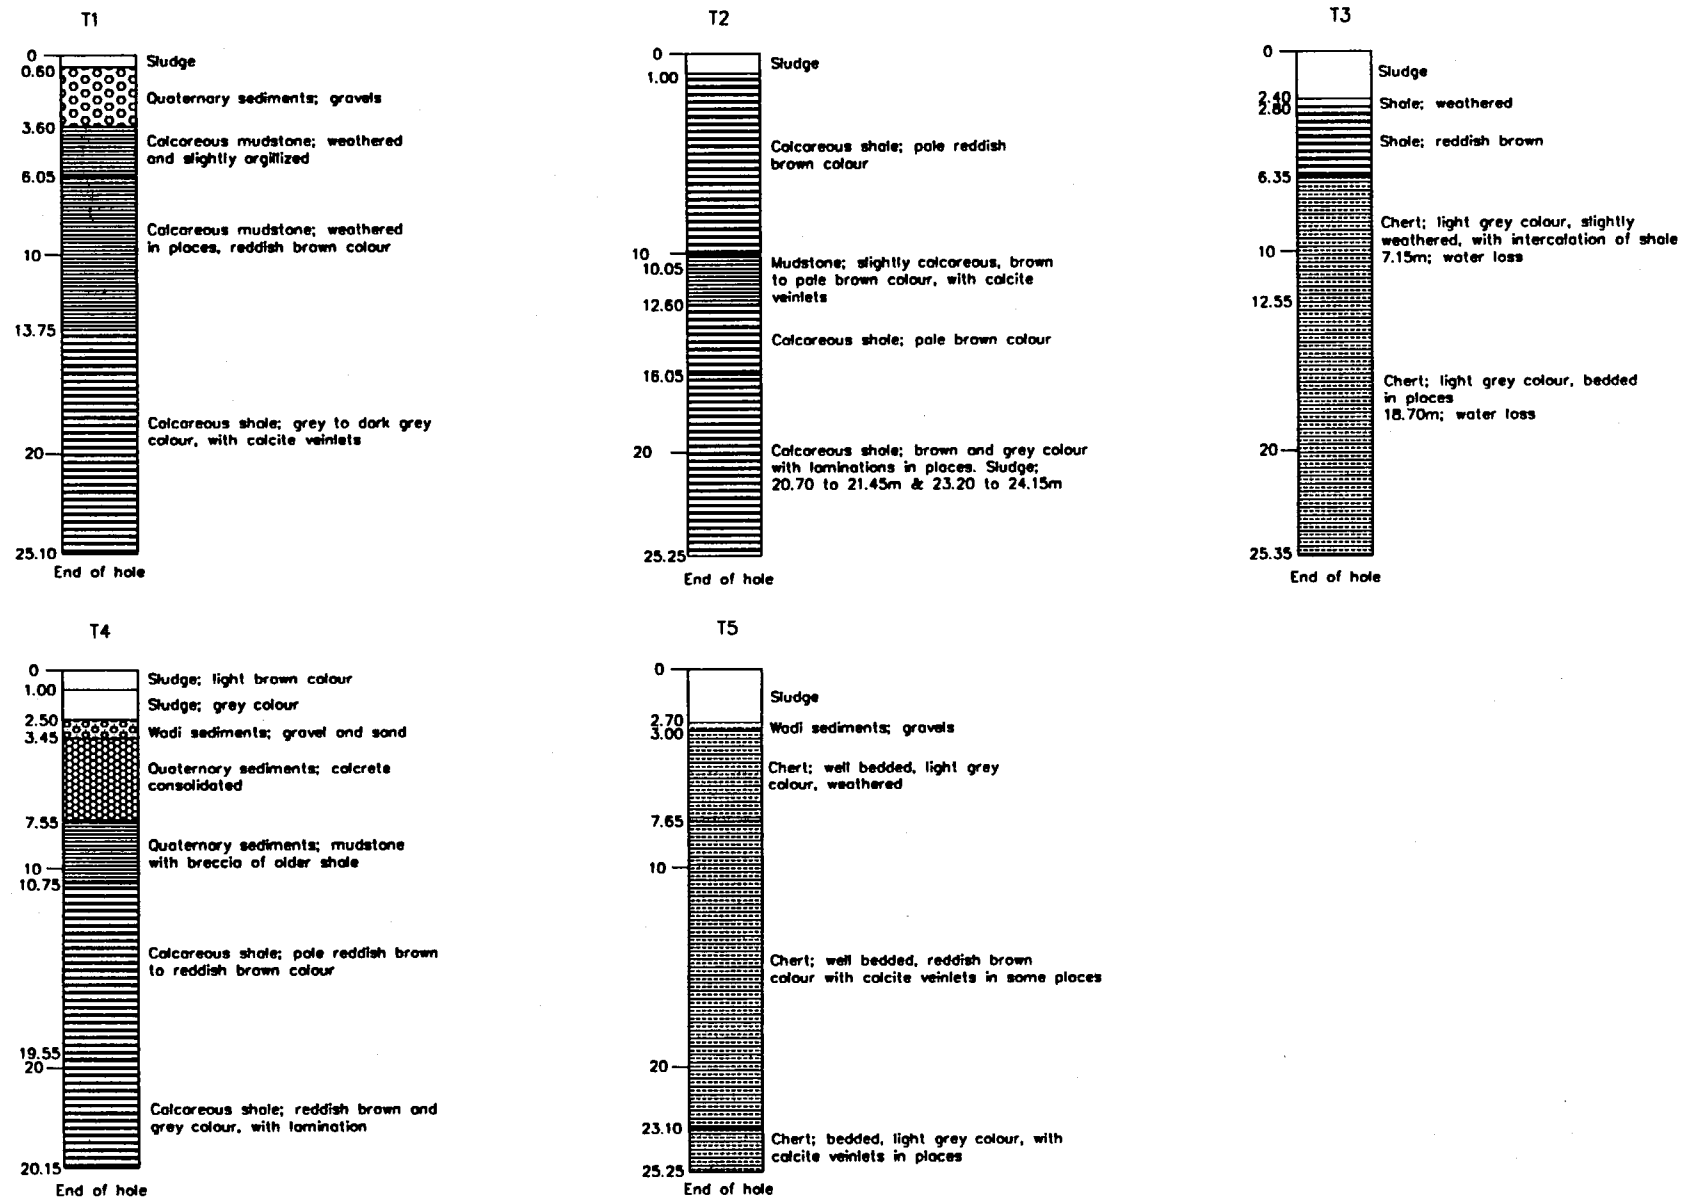 T1
0
Sludge
0.60
Quaternary sediments; gravels
3.60
Calcareous mudstone; weathered
and slightly argillized
6.05
Calcareous mudstone; weathered
in places, reddish brown colour
10
13.75
Calcareous shale; grey to dark grey
colour, with calcite veinlets
20
25.10
End of hole
T2
0
Sludge
1.00
Calcareous shale; pale reddish
brown colour
10
10.05
Mudstone; slightly calcareous, brown
to pale brown colour, with calcite
veinlets
12.60
Calcareous shale; pale brown colour
16.05
Calcareous shale; brown and grey colour
with laminations in places. Sludge;
20.70 to 21.45m & 23.20 to 24.15m
20
25.25
End of hole
T3
0
Sludge
2.40
2.80
Shale; weathered
Shale; reddish brown
6.35
Chert; light grey colour, slightly
weathered, with intercalation of shale
7.15m; water loss
10
12.55
Chert; light grey colour, bedded
in places
18.70m; water loss
20
25.35
End of hole
T4
0
Sludge; light brown colour
1.00
Sludge; grey colour
2.50
Wadi sediments; gravel and sand
3.45
Quaternary sediments; calcrete
consolidated
7.55
Quaternary sediments; mudstone
with breccia of older shale
10
10.75
Calcareous shale; pale reddish brown
to reddish brown colour
19.55
20
Calcareous shale; reddish brown and
grey colour, with lamination
20.15
End of hole
T5
0
Sludge
2.70
Wadi sediments; gravels
3.00
Chert; well bedded, light grey
colour, weathered
7.65
10
Chert; well bedded, reddish brown
colour with calcite veinlets in some places
20
23.10
Chert; bedded, light grey colour, with
calcite veinlets in places
25.25
End of hole